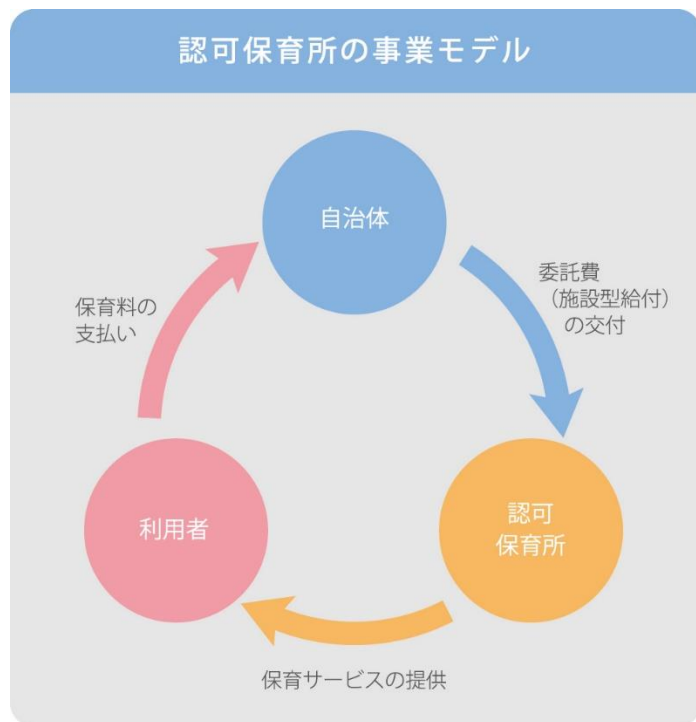 認可保育所の事業モデル
自治体
委託費
（施設型給付）
の交付
保育料の
支払い
利用者
認可
保育所
保育サービスの提供